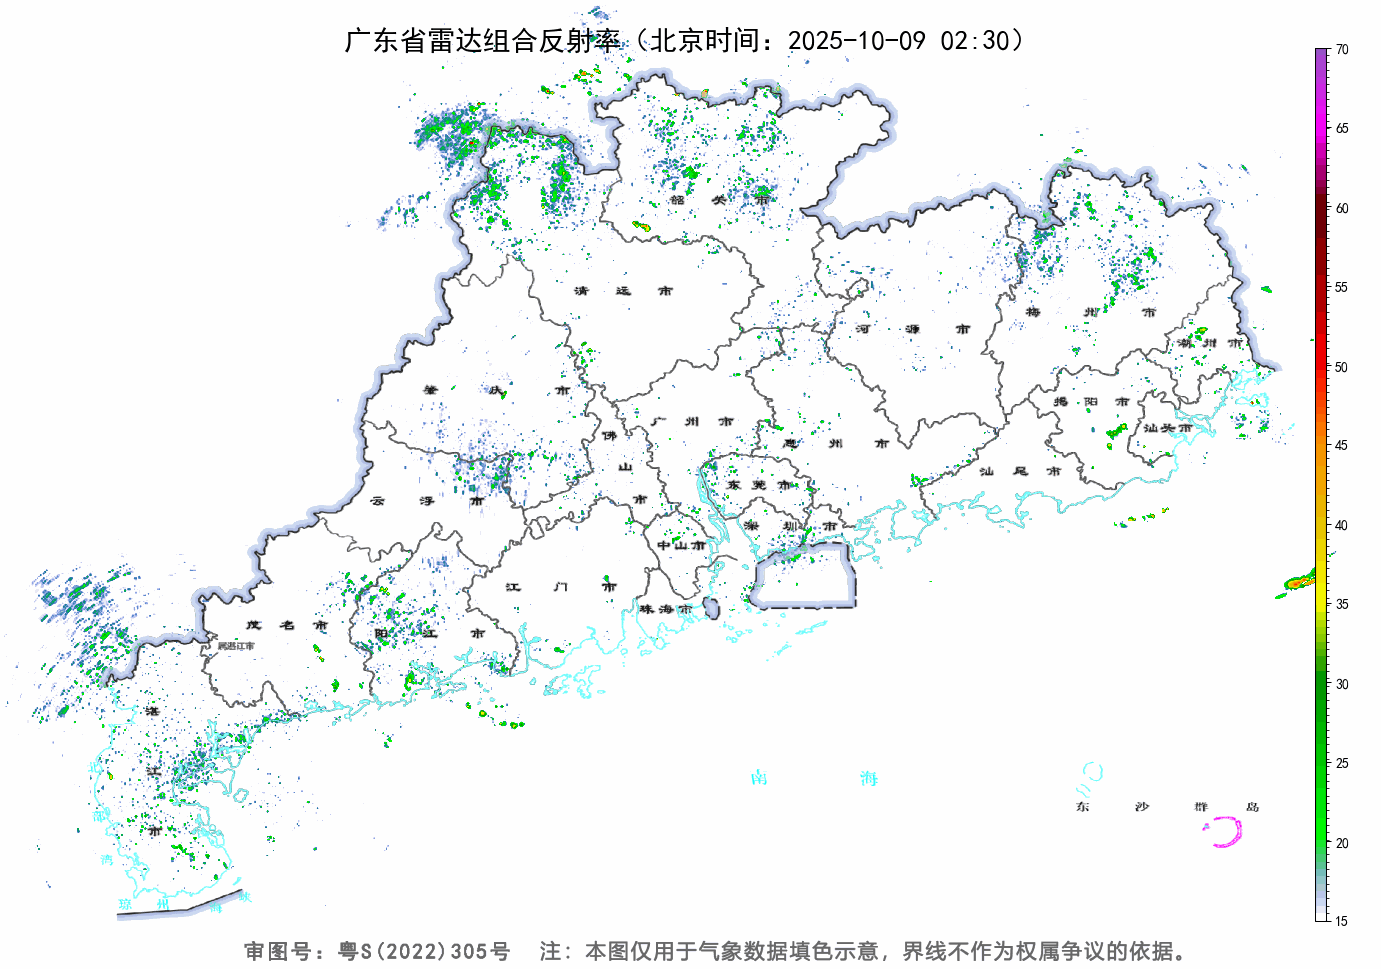 广东省雷达组合反射率（北京时间：2025-10-09 02:30）
70
65
60
55
50
45
40
35
30
25
20
15
韶关市
清远市
河源市
梅州市
潮州市
肇庆市
广州市
佛山市
惠州市
揭阳市
汕头市
汕尾市
云浮市
东莞市
深圳市
中山市
江门市
珠海市
茂名市
阳江市
属湛江市
湛江市
北部湾
琼州海峡
南海
东沙群岛
审图号：粤S(2022)305号 注：本图仅用于气象数据填色示意，界线不作为权属争议的依据。